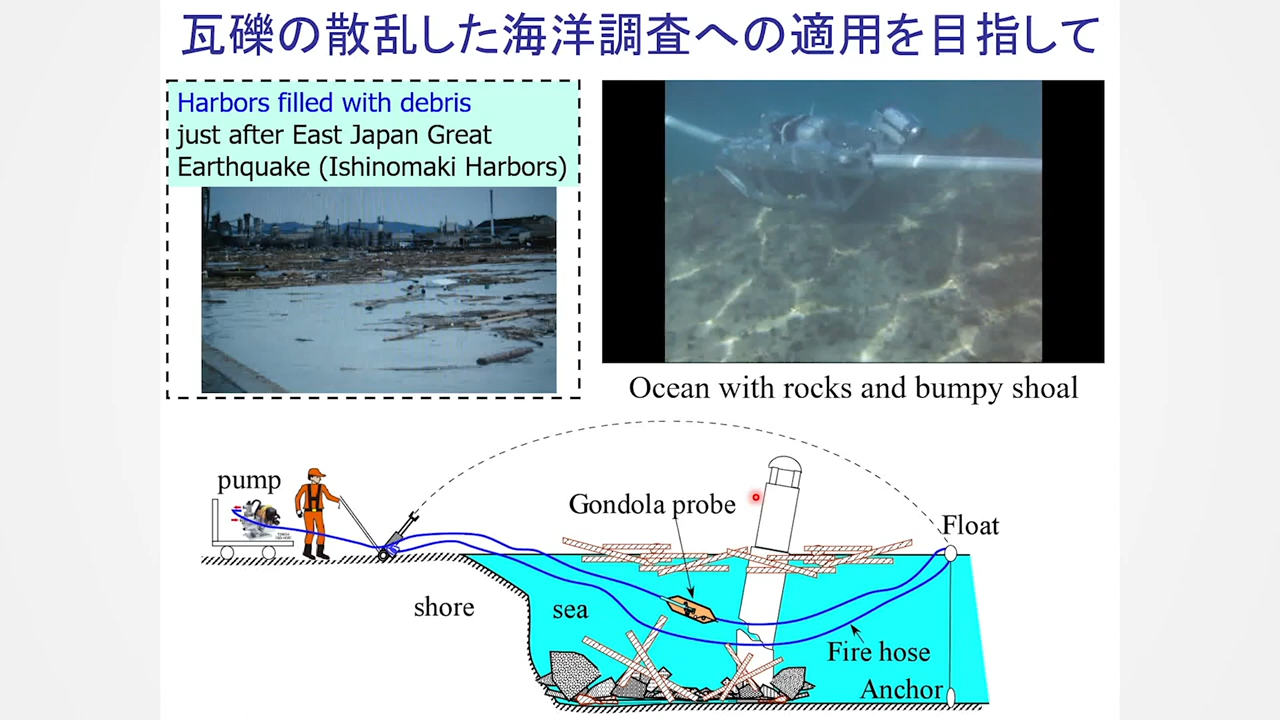 瓦礫の散乱した海洋調査への適用を目指して
Harbors filled with debris
just after East Japan Great
Earthquake (Ishinomaki Harbors)
Ocean with rocks and bumpy shoal
pump
Gondola probe
Float
shore
sea
Fire hose
Anchor